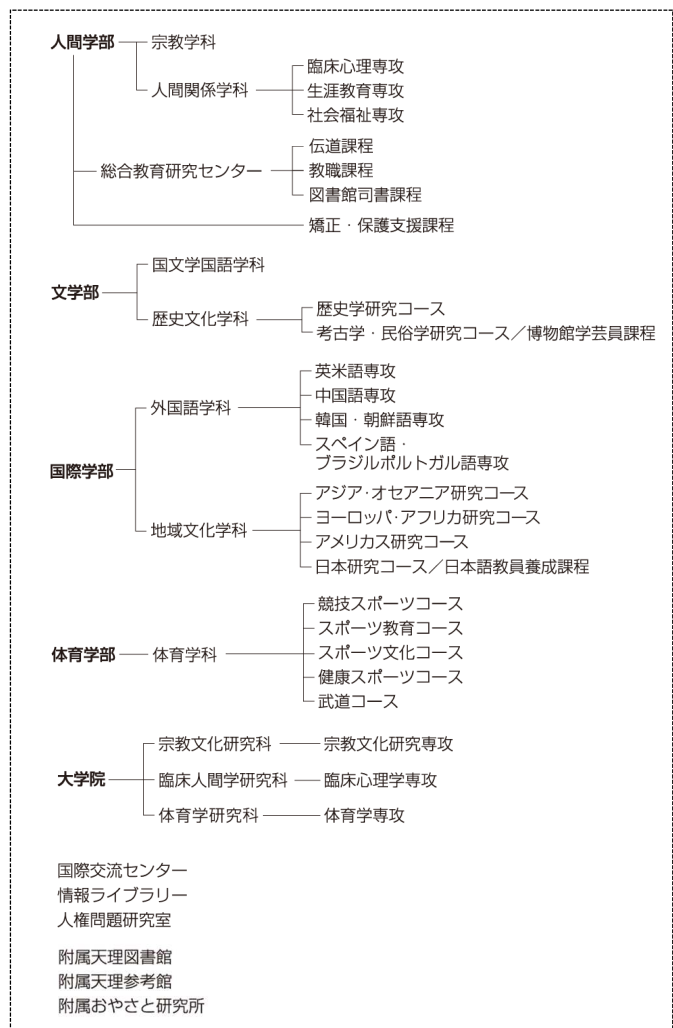 人間学部
宗教学科
人間関係学科
臨床心理専攻
生涯教育専攻
社会福祉専攻
総合教育研究センター
伝道課程
教職課程
図書館司書課程
矯正・保護支援課程
文学部
国文学国語学科
歴史文化学科
歴史学研究コース
考古学・民俗学研究コース／博物館学芸員課程
国際学部
外国語学科
英米語専攻
中国語専攻
韓国・朝鮮語専攻
スペイン語・
ブラジルポルトガル語専攻
地域文化学科
アジア・オセアニア研究コース
ヨーロッパ・アフリカ研究コース
アメリカス研究コース
日本研究コース／日本語教員養成課程
体育学部
体育学科
競技スポーツコース
スポーツ教育コース
スポーツ文化コース
健康スポーツコース
武道コース
大学院
宗教文化研究科
宗教文化研究専攻
臨床人間学研究科
臨床心理学専攻
体育学研究科
体育学専攻
国際交流センター
情報ライブラリー
人権問題研究室
附属天理図書館
附属天理参考館
附属おやさと研究所